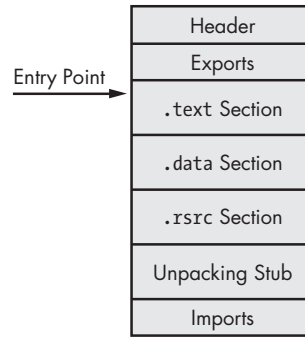 Header
Exports
Entry Point
.text Section
.data Section
.rsrc Section
Unpacking Stub
Imports